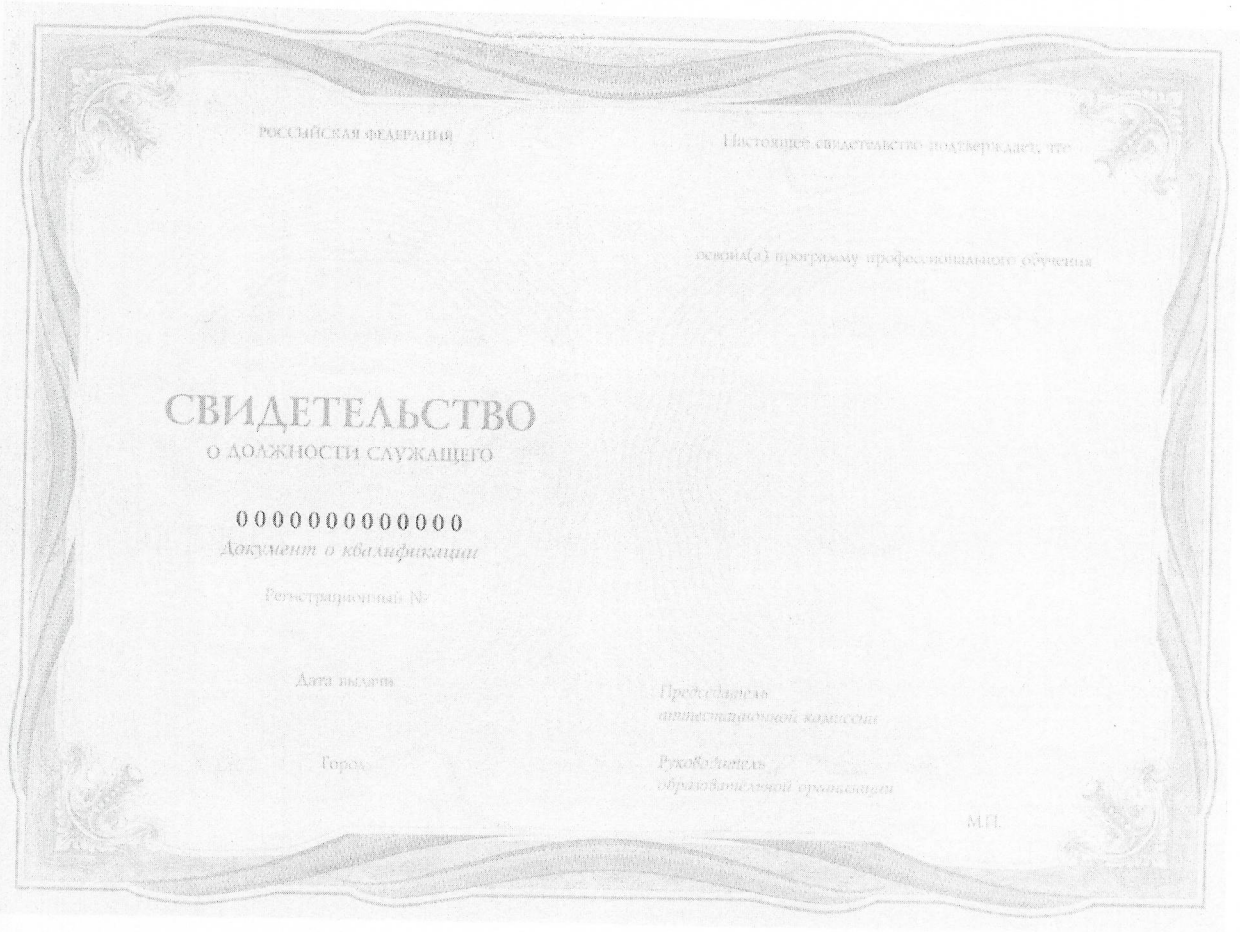 РОССИЙСКАЯ ФЕДЕРАЦИЯ
СВИДЕТЕЛЬСТВО
О ДОЛЖНОСТИ СЛУЖАЩЕГО
0000000000000
Документ о квалификации
Регистрационный №
Дата выдачи
Город
Настоящее свидетельство подтверждает, что
освоил(а) программу профессионального обучения
Председатель
аттестационной комиссии
Руководитель
образовательной организации
М.П.